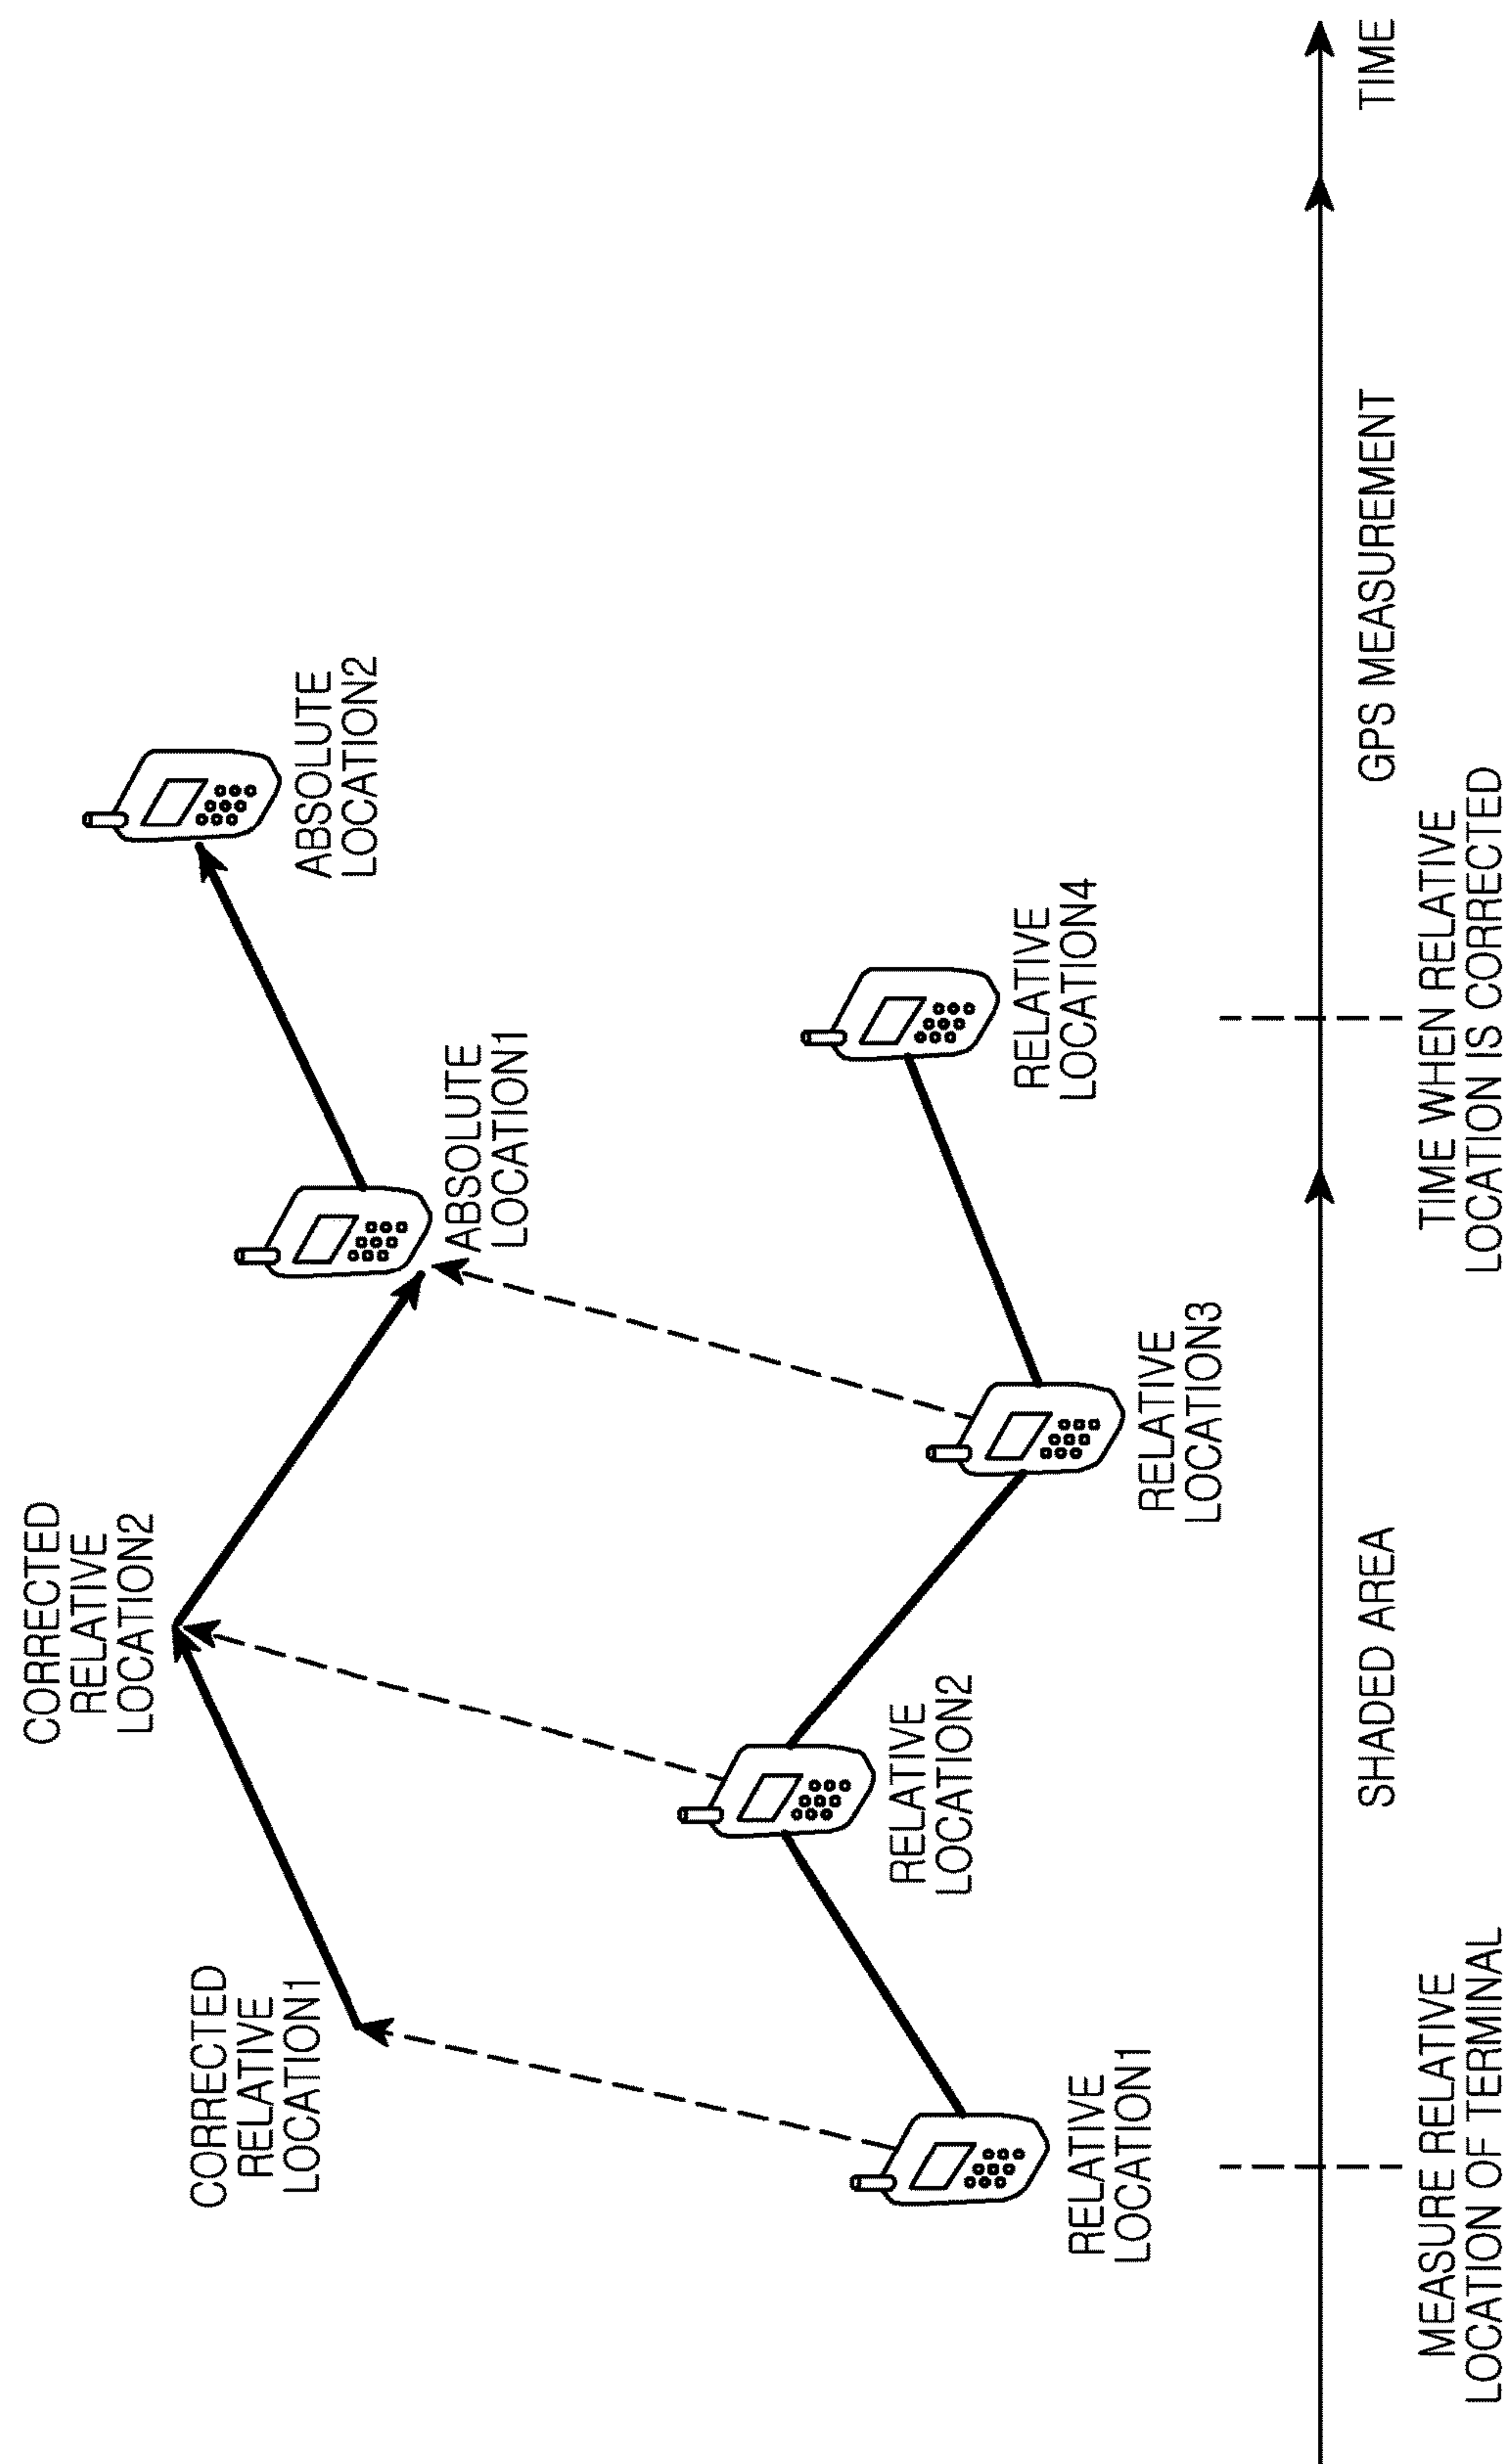 CORRECTED
RELATIVE
LOCATION2
CORRECTED
RELATIVE
LOCATION1
ABSOLUTE
LOCATION2
ABSOLUTE
LOCATION1
RELATIVE
LOCATION2
RELATIVE
LOCATION4
RELATIVE
LOCATION1
RELATIVE
LOCATION3
SHADED AREA
GPS MEASUREMENT
TIME
MEASURE RELATIVE
LOCATION OF TERMINAL
TIME WHEN RELATIVE
LOCATION IS CORRECTED